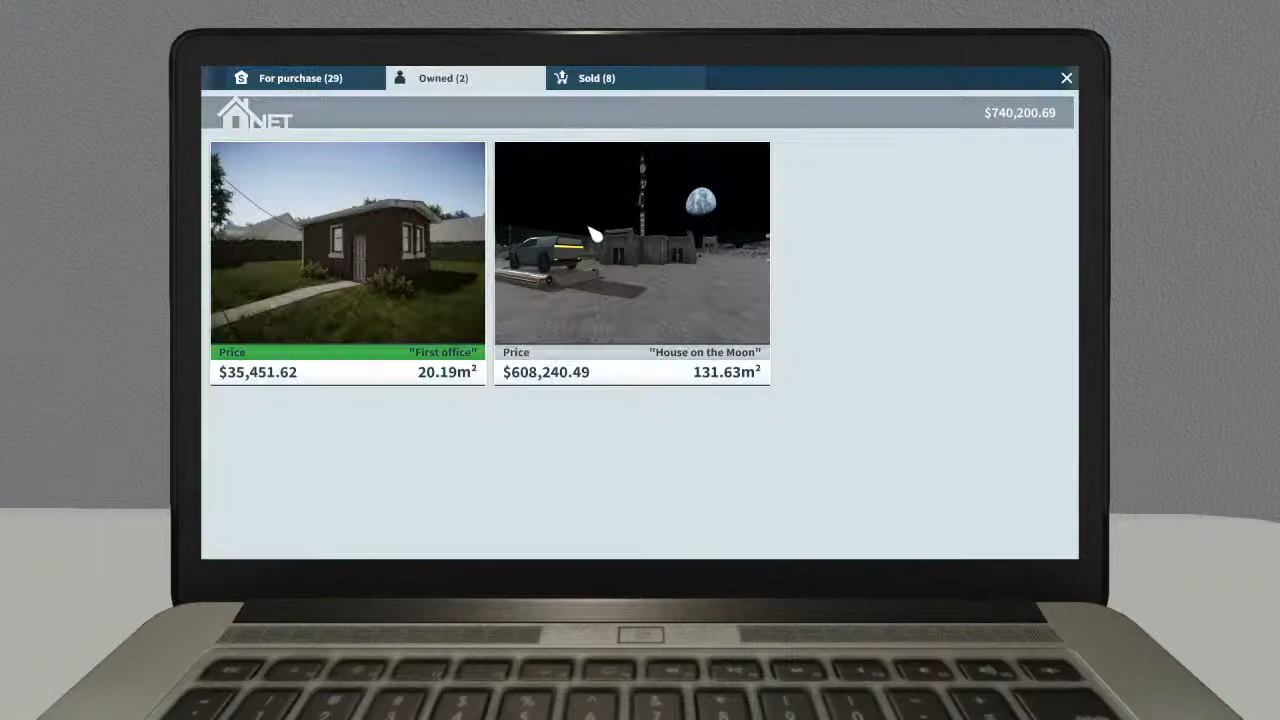 For purchase (29)
Owned (2)
Sold (8)
NET
$740,200.69
Price
"First office"
$35,451.62
20.19m²
Price
"House on the Moon"
$608,240.49
131.63m²